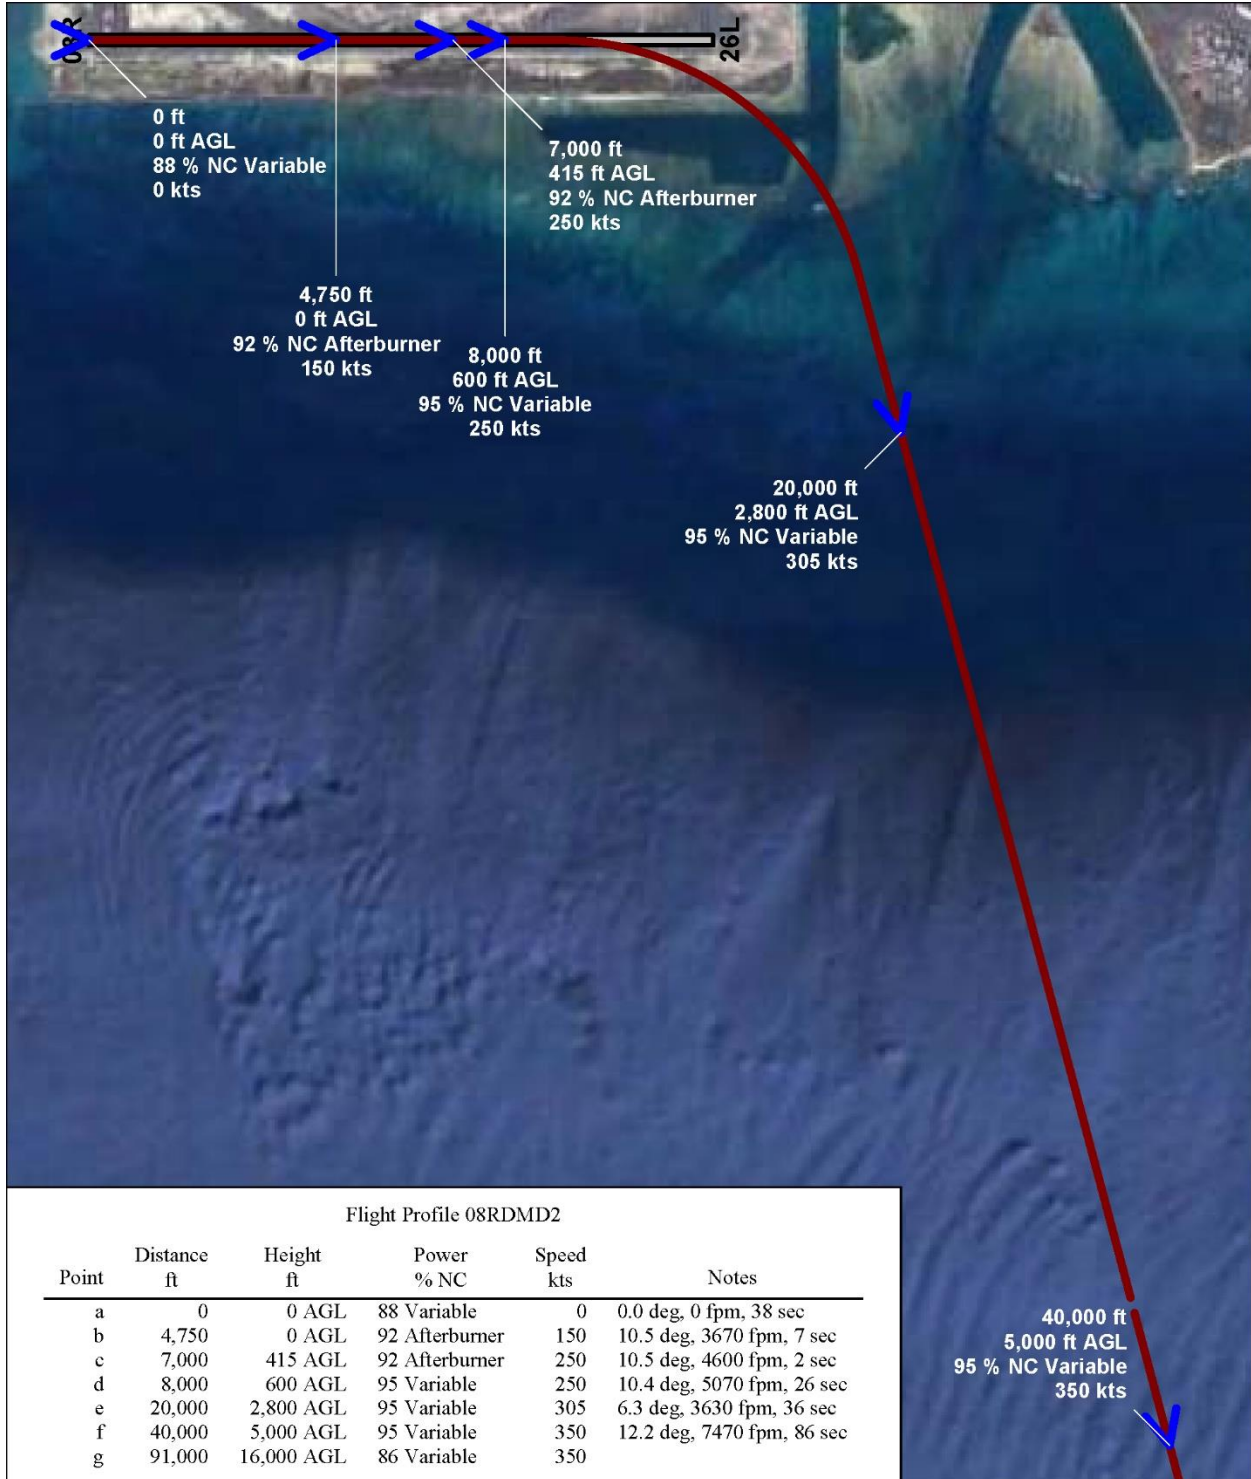 08R
26L
0 ft
0 ft AGL
88 % NC Variable
0 kts
7,000 ft
415 ft AGL
92 % NC Afterburner
250 kts
4,750 ft
0 ft AGL
92 % NC Afterburner
150 kts
8,000 ft
600 ft AGL
95 % NC Variable
250 kts
20,000 ft
2,800 ft AGL
95 % NC Variable
305 kts
40,000 ft
5,000 ft AGL
95 % NC Variable
350 kts
Flight Profile 08RDMD2
Distance Height Power Speed
Point ft ft % NC kts Notes
a 0 0 AGL 88 Variable 0 0.0 deg, 0 fpm, 38 sec
b 4,750 0 AGL 92 Afterburner 150 10.5 deg, 3670 fpm, 7 sec
c 7,000 415 AGL 92 Afterburner 250 10.5 deg, 4600 fpm, 2 sec
d 8,000 600 AGL 95 Variable 250 10.4 deg, 5070 fpm, 26 sec
e 20,000 2,800 AGL 95 Variable 305 6.3 deg, 3630 fpm, 36 sec
f 40,000 5,000 AGL 95 Variable 350 12.2 deg, 7470 fpm, 86 sec
g 91,000 16,000 AGL 86 Variable 350